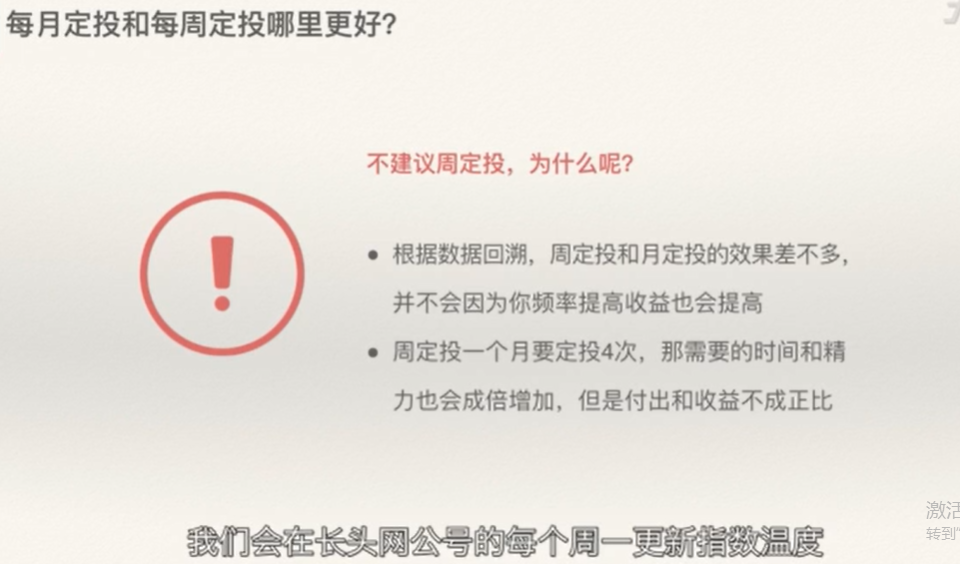 每月定投和每周定投哪里更好?
不建议周定投，为什么呢?
● 根据数据回溯，周定投和月定投的效果差不多，
并不会因为你频率提高收益也会提高
● 周定投一个月要定投4次，那需要的时间和精
力也会成倍增加，但是付出和收益不成正比
激活
转到"
我们会在长头网公号的每个周一更新指数温度